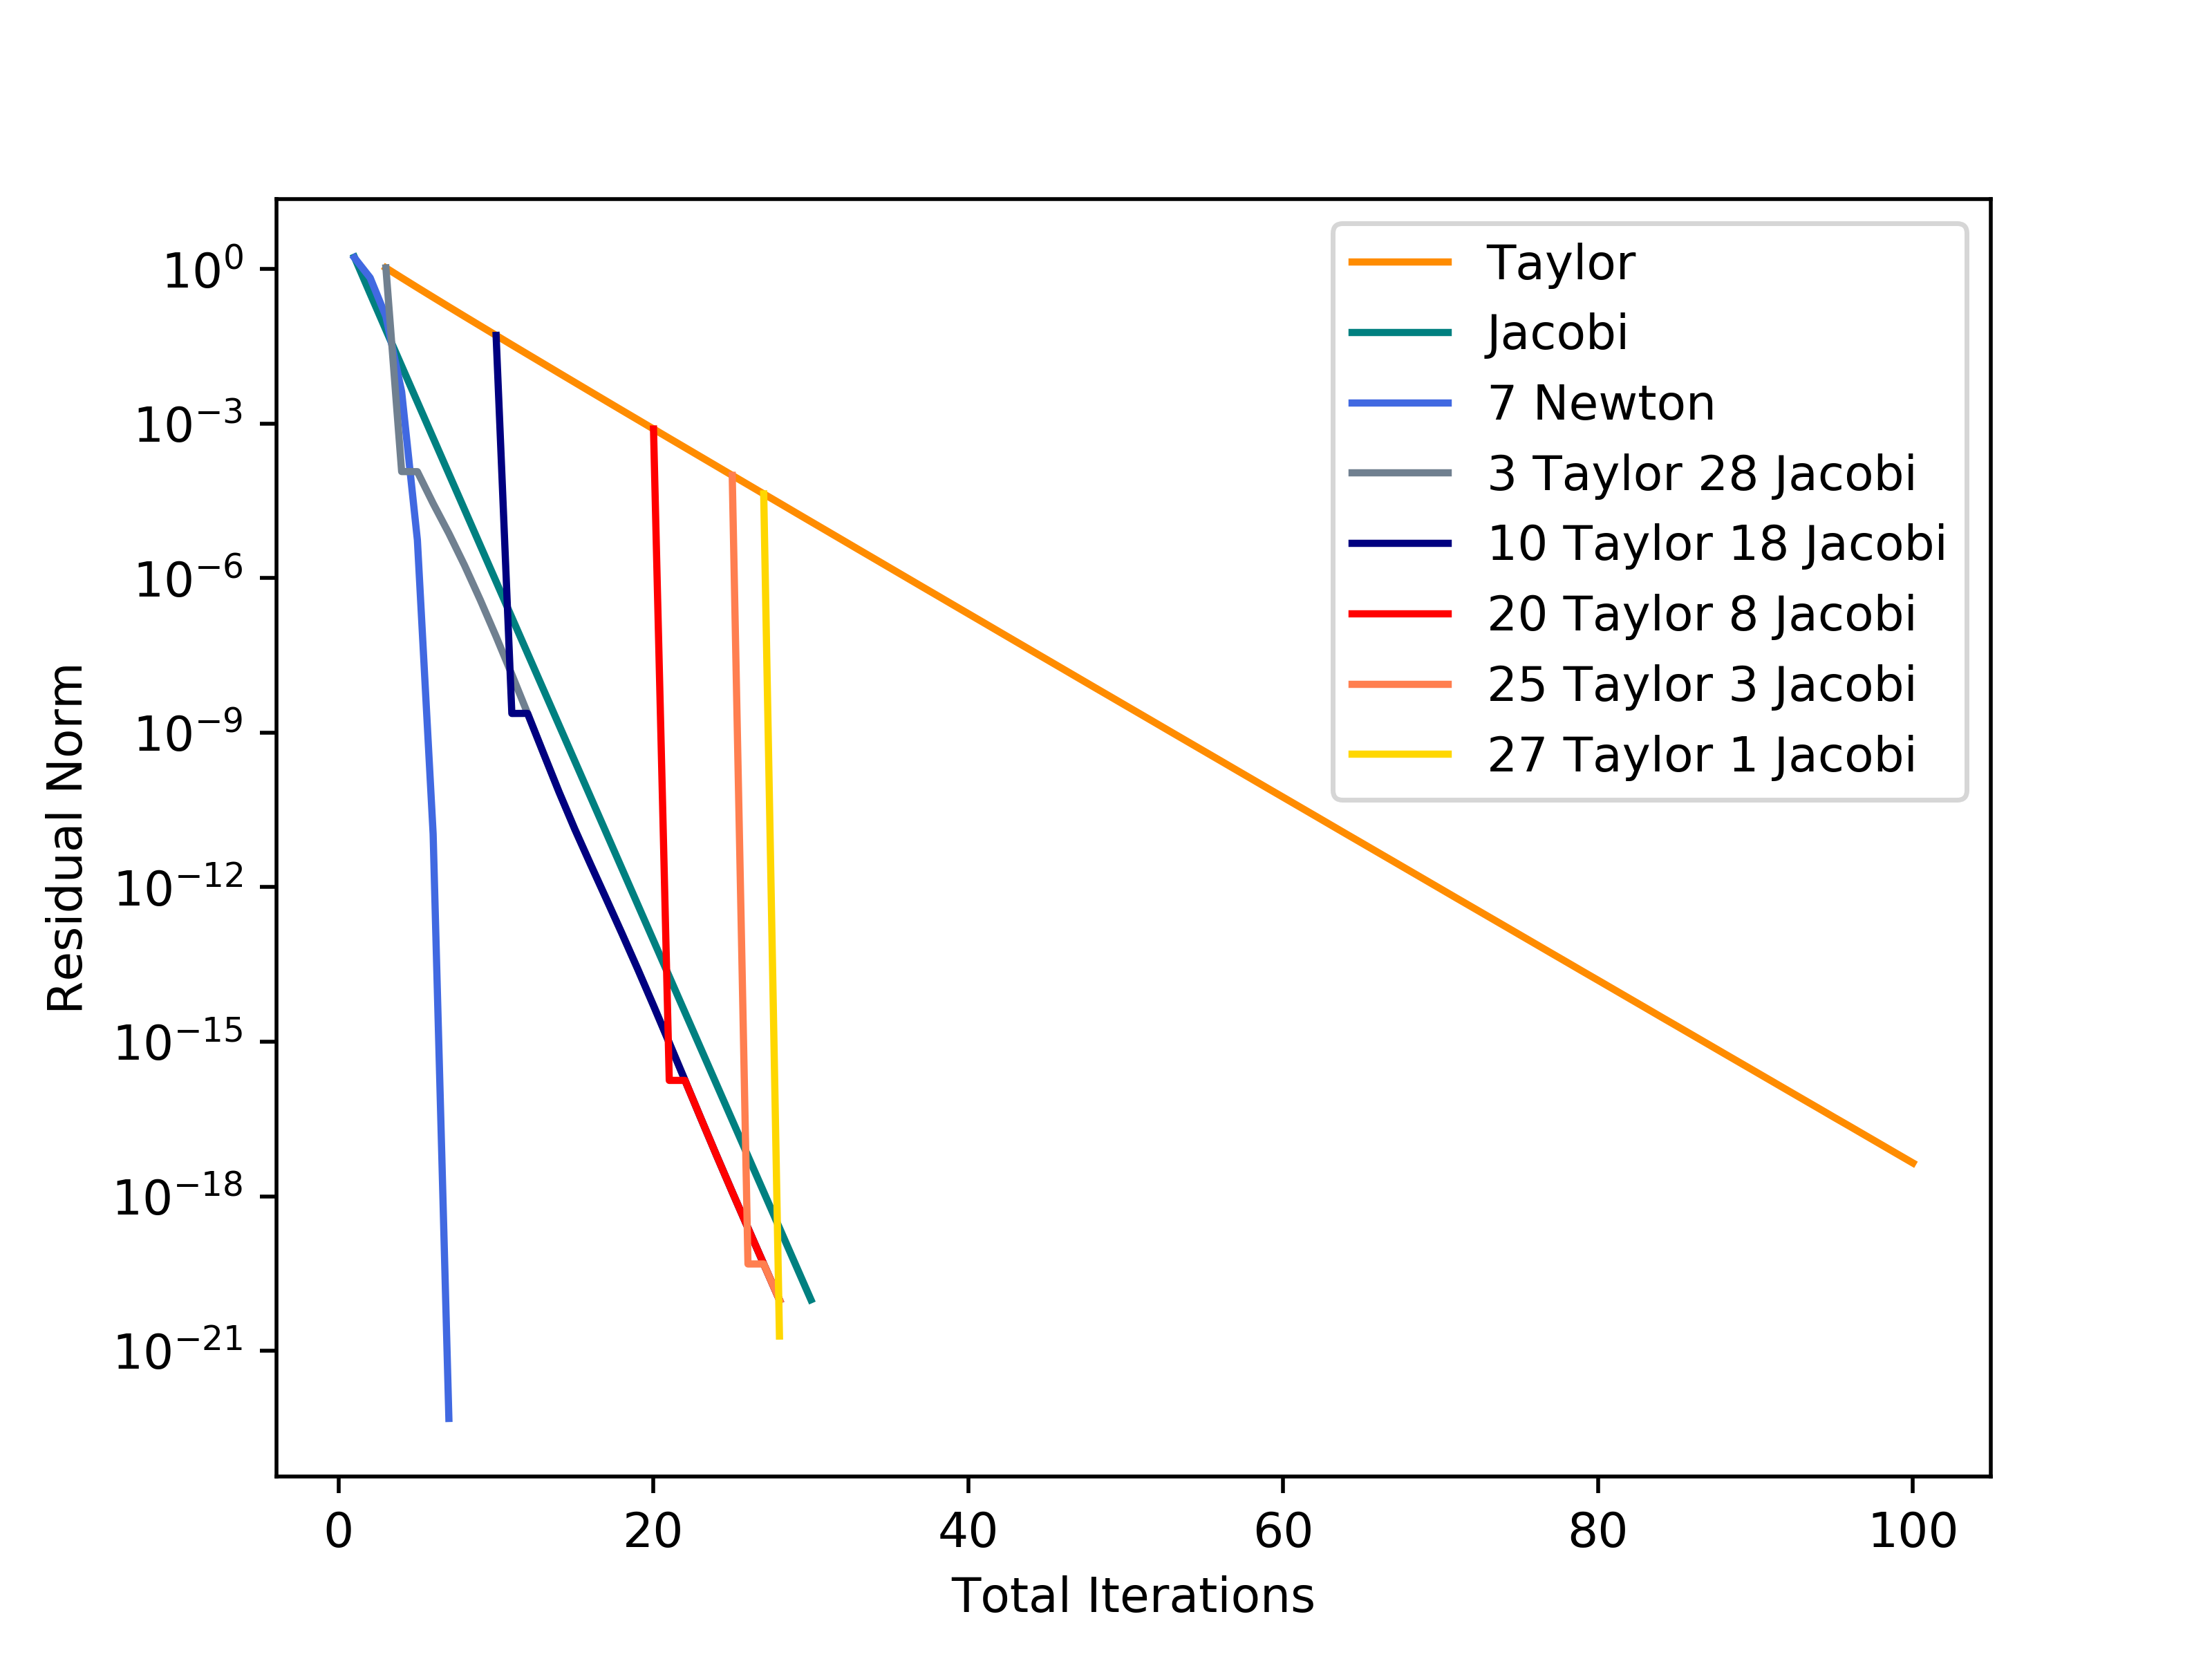 10⁰
10⁻³
10⁻⁶
10⁻⁹
10⁻¹²
10⁻¹⁵
10⁻¹⁸
10⁻²¹
Residual Norm
Taylor
Jacobi
7 Newton
3 Taylor 28 Jacobi
10 Taylor 18 Jacobi
20 Taylor 8 Jacobi
25 Taylor 3 Jacobi
27 Taylor 1 Jacobi
0 20 40 60 80 100
Total Iterations